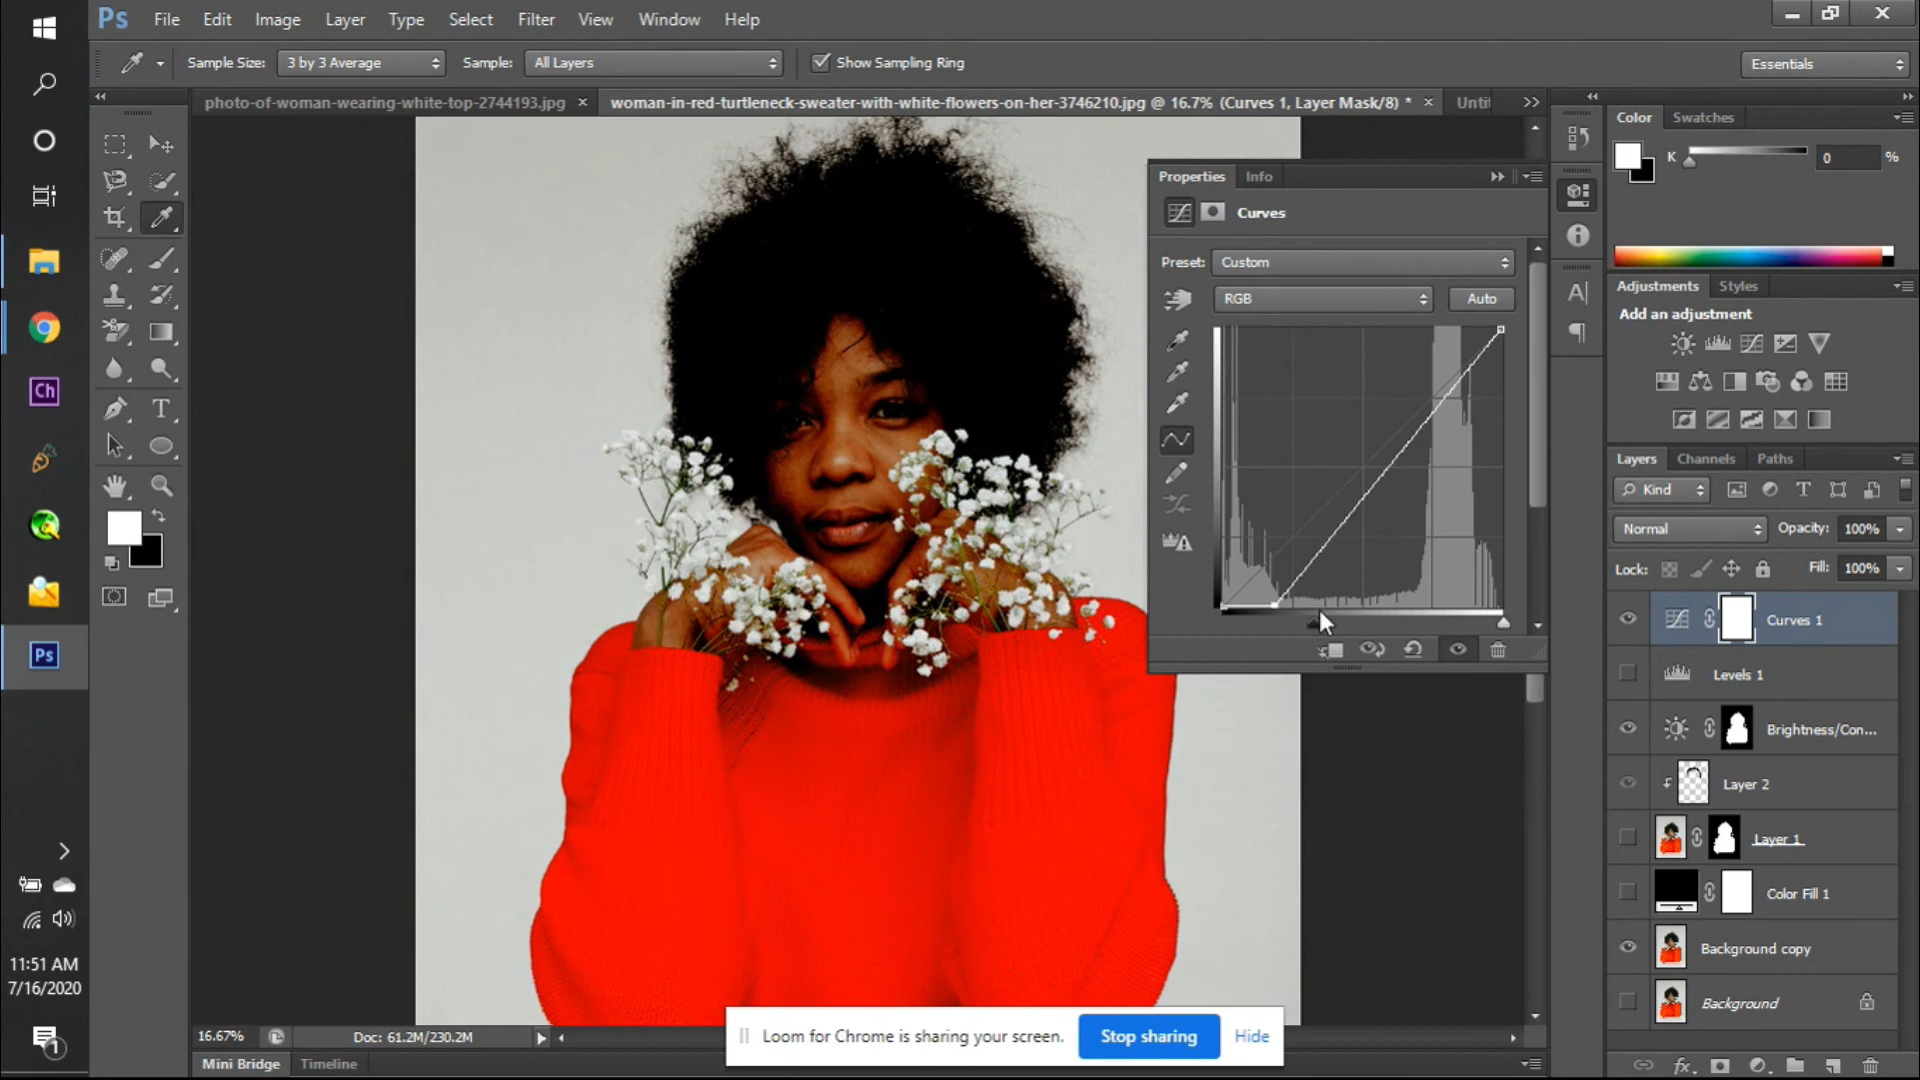 Ps File Edit Image Layer Type Select Filter View Window Help
Sample Size: 3 by 3 Average Sample: All Layers Show Sampling Ring Essentials
photo-of-woman-wearing-white-top-2744193.jpg × woman-in-red-turtleneck-sweater-with-white-flowers-on-her-3746210.jpg @ 16.7% (Curves 1, Layer Mask/8) * × Unti
Color Swatches
K 0 %
Properties Info
Curves
Preset: Custom
RGB Auto
Adjustments Styles
Add an adjustment
Layers Channels Paths
Kind
Normal Opacity: 100%
Lock: Fill: 100%
Curves 1
Levels 1
Brightness/Con...
Layer 2
Layer 1
Color Fill 1
Background copy
Background
Ch
Ps
11:51 AM
7/16/2020
1
16.67% Doc: 61.2M/230.2M
Loom for Chrome is sharing your screen. Stop sharing Hide
Mini Bridge Timeline
fx